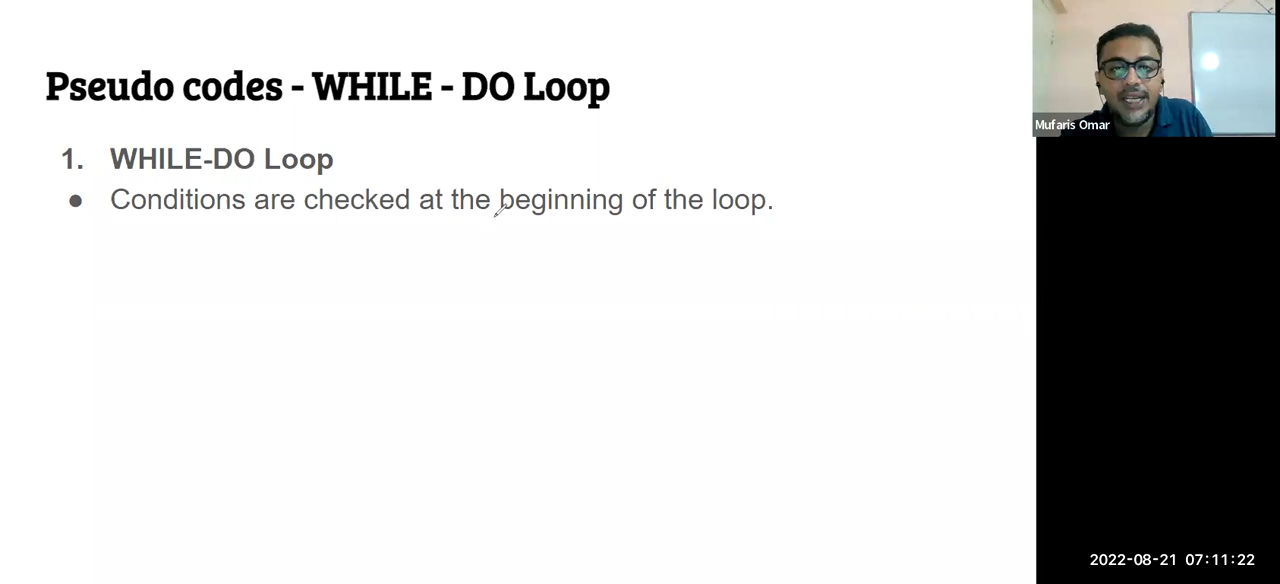 Pseudo codes - WHILE - DO Loop
1. WHILE-DO Loop
● Conditions are checked at the beginning of the loop.
Mufaris Omar
2022-08-21 07:11:22